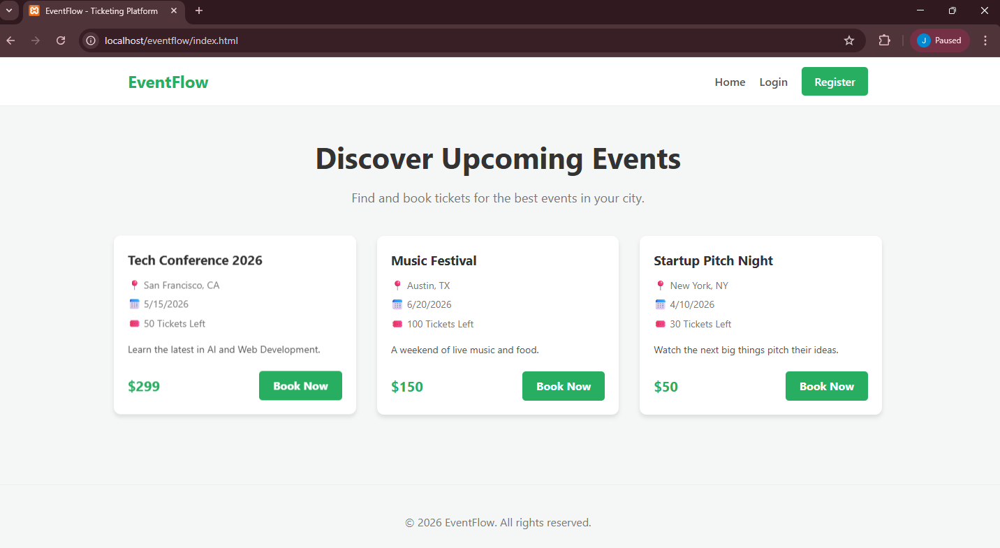 EventFlow - Ticketing Platform
localhost/eventflow/index.html
J Paused
EventFlow
Home Login Register
Discover Upcoming Events
Find and book tickets for the best events in your city.
Tech Conference 2026
San Francisco, CA
5/15/2026
50 Tickets Left
Learn the latest in AI and Web Development.
$299 Book Now
Music Festival
Austin, TX
6/20/2026
100 Tickets Left
A weekend of live music and food.
$150 Book Now
Startup Pitch Night
New York, NY
4/10/2026
30 Tickets Left
Watch the next big things pitch their ideas.
$50 Book Now
© 2026 EventFlow. All rights reserved.